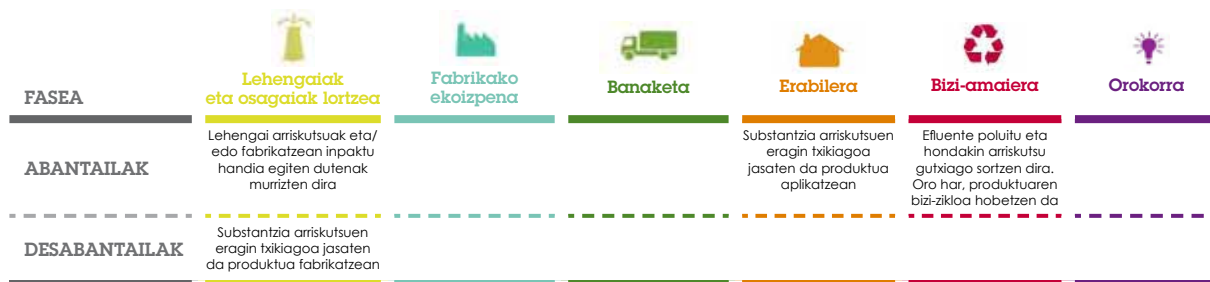 FASEA
Lehengaiak
eta osagaiak lortzea
Fabrikako
ekoizpena
Banaketa
Erabilera
Bizi-amaiera
Orokorra
ABANTAILAK
Lehengai arriskutsuak eta/
edo fabrikatzean inpaktu
handia egiten dutenak
murrizten dira
Substantzia arriskutsuen
eragin txikiagoa
jasaten da produktua
aplikatzean
Efluente poluitu eta
hondakin arriskutsu
gutxiago sortzen dira.
Oro har, produktuaren
bizi-zikloa hobetzen da
DESABANTAILAK
Substantzia arriskutsuen
eragin txikiagoa jasaten
da produktua fabrikatzean